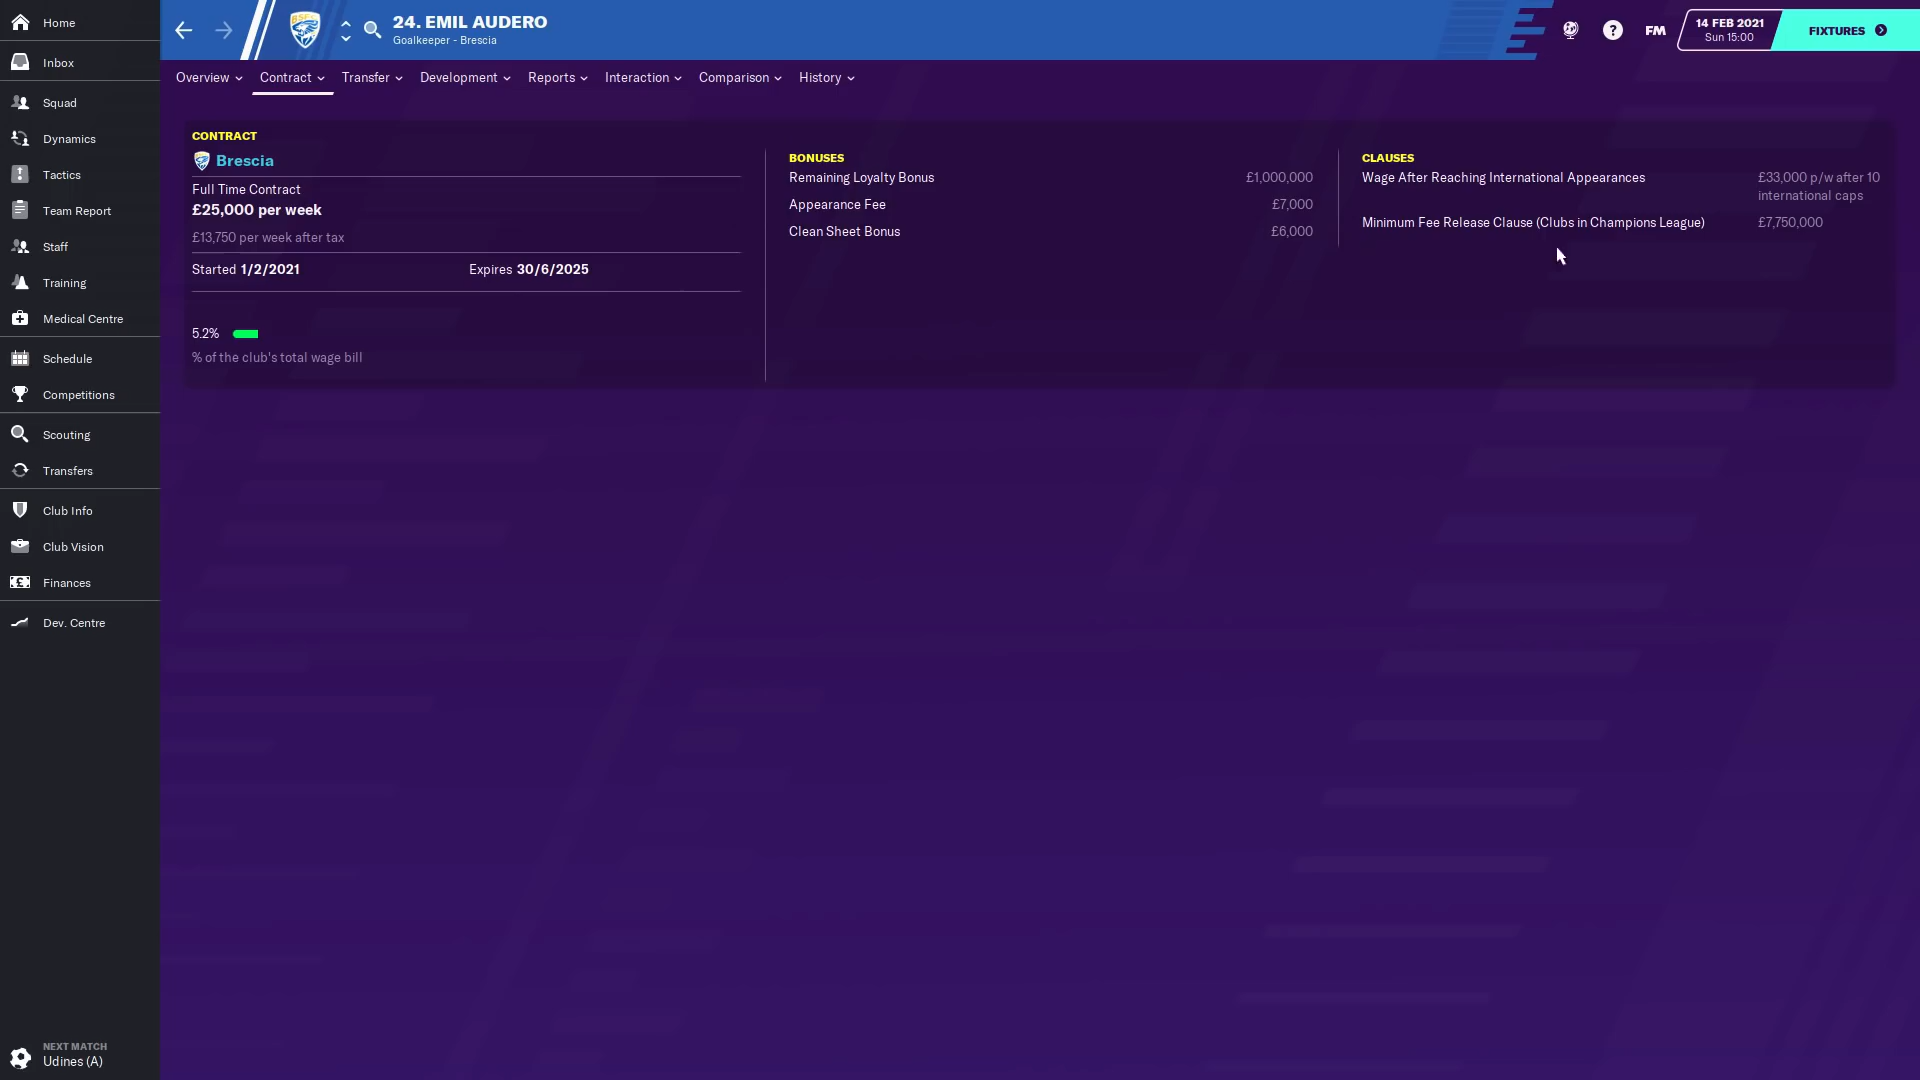 Home
Inbox
Squad
Dynamics
Tactics
Team Report
Staff
Training
Medical Centre
Schedule
Competitions
Scouting
Transfers
Club Info
Club Vision
Finances
Dev. Centre
NEXT MATCH
Udines (A)
24. EMIL AUDERO
Goalkeeper - Brescia
FM
14 FEB 2021
Sun 15:00
FIXTURES
Overview
Contract
Transfer
Development
Reports
Interaction
Comparison
History
CONTRACT
Brescia
Full Time Contract
£25,000 per week
£13,750 per week after tax
Started 1/2/2021
Expires 30/6/2025
5.2%
% of the club's total wage bill
BONUSES
Remaining Loyalty Bonus £1,000,000
Appearance Fee £7,000
Clean Sheet Bonus £6,000
CLAUSES
Wage After Reaching International Appearances £33,000 p/w after 10
international caps
Minimum Fee Release Clause (Clubs in Champions League) £7,750,000